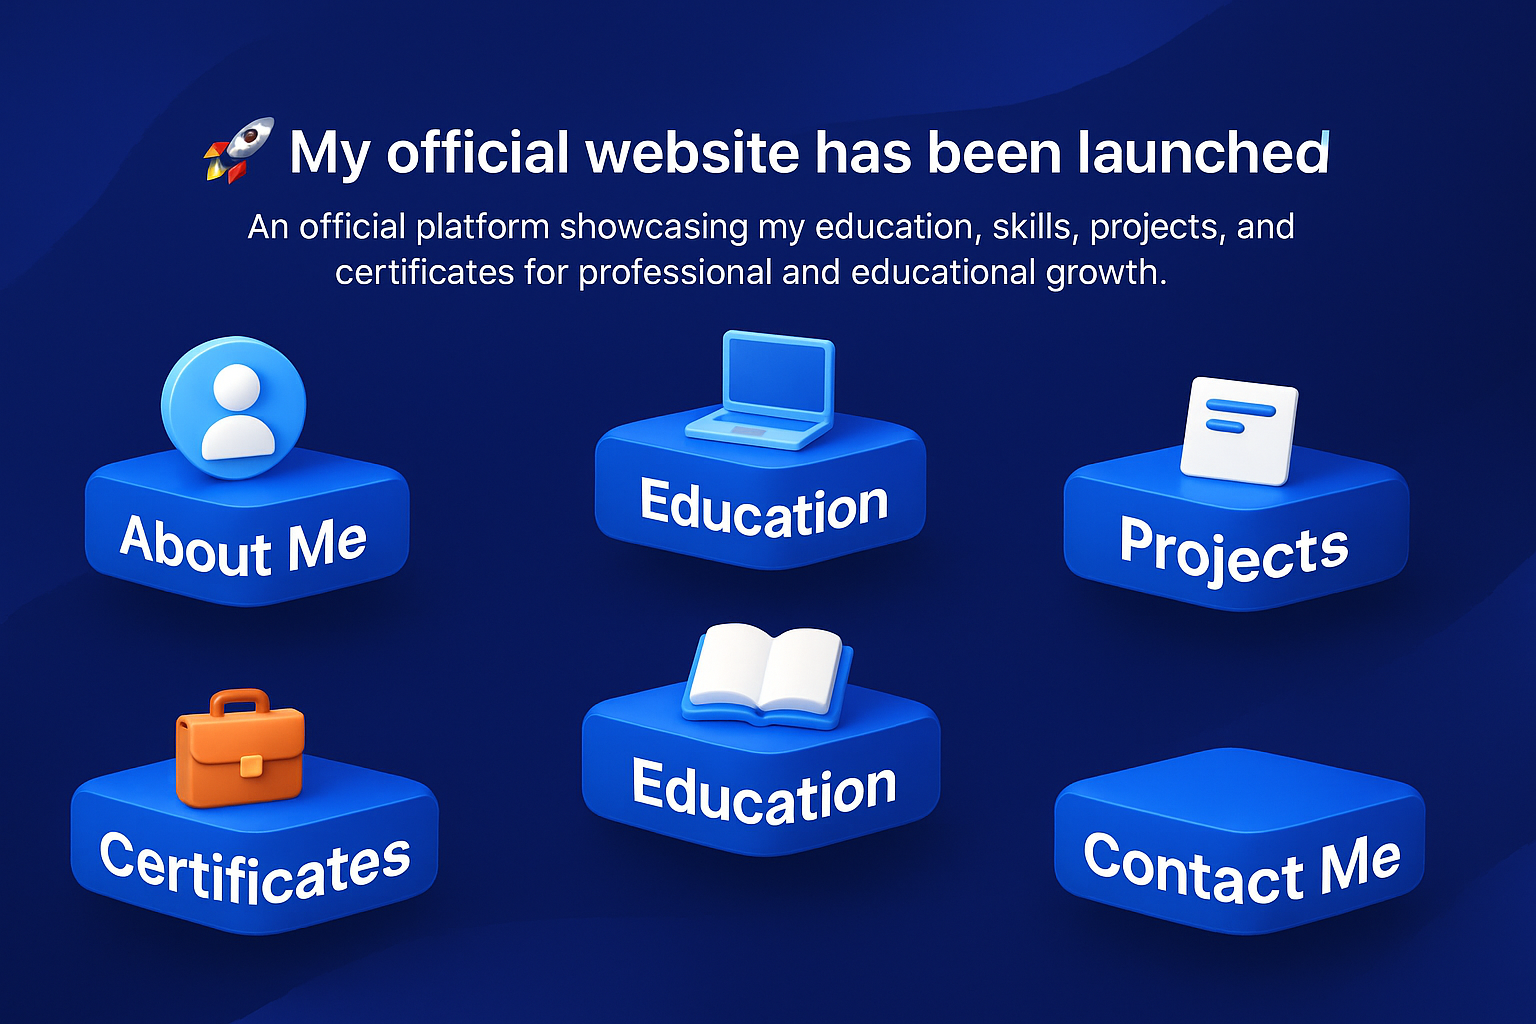 My official website has been launched
An official platform showcasing my education, skills, projects, and
certificates for professional and educational growth.
About Me
Education
Projects
Certificates
Education
Contact Me